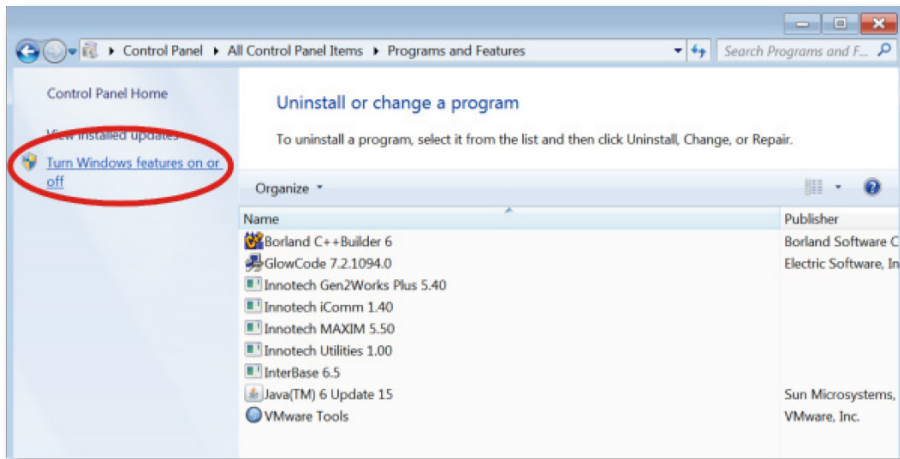 Control Panel ▸ All Control Panel Items ▸ Programs and Features
Search Programs and F...
Control Panel Home
View installed updates
Turn Windows features on or
off
Uninstall or change a program
To uninstall a program, select it from the list and then click Uninstall, Change, or Repair.
Organize
Name Publisher
Borland C++Builder 6 Borland Software C
GlowCode 7.2.1094.0 Electric Software, In
Innotech Gen2Works Plus 5.40
Innotech iComm 1.40
Innotech MAXIM 5.50
Innotech Utilities 1.00
InterBase 6.5
Java(TM) 6 Update 15 Sun Microsystems,
VMware Tools VMware, Inc.